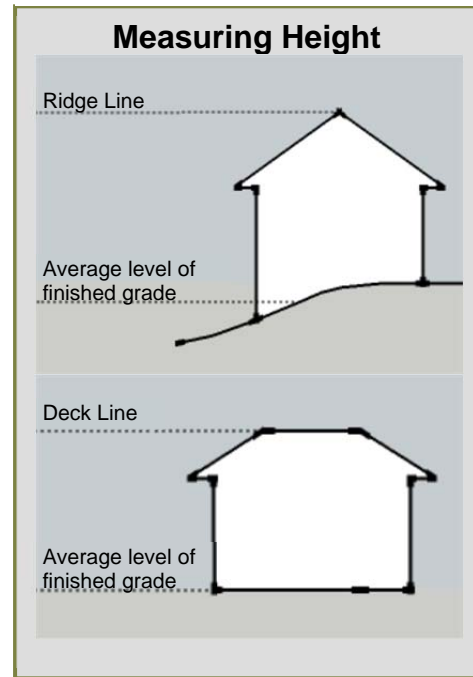 Measuring Height
Ridge Line
Average level of
finished grade
Deck Line
Average level of
finished grade